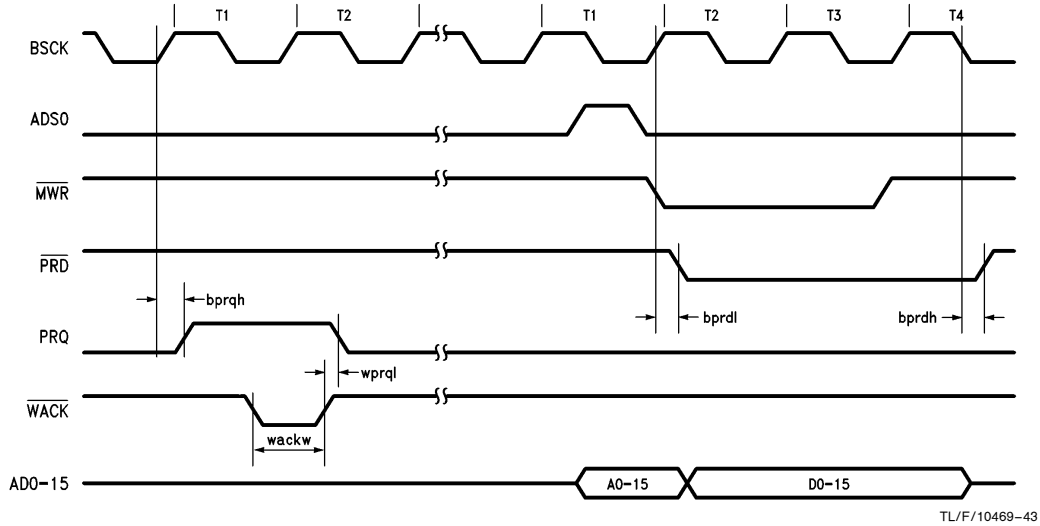 T1 T2 T1 T2 T3 T4
BSCK
ADS0
MWR
PRD
bprqh bprdl bprdh
PRQ
wprql
WACK
wackw
AD0-15 A0-15 D0-15
TL/F/10469-43